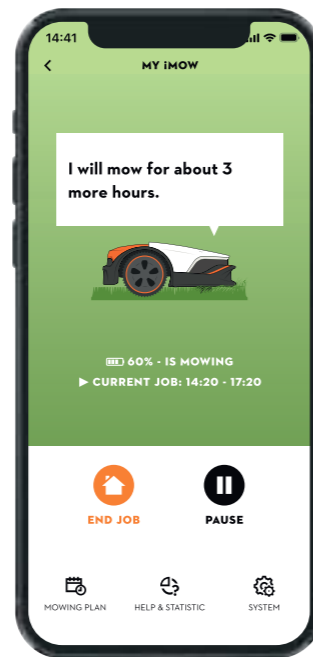 14:41
MY iMOW
I will mow for about 3
more hours.
60% - IS MOWING
CURRENT JOB: 14:20 - 17:20
END JOB
PAUSE
MOWING PLAN
HELP & STATISTIC
SYSTEM